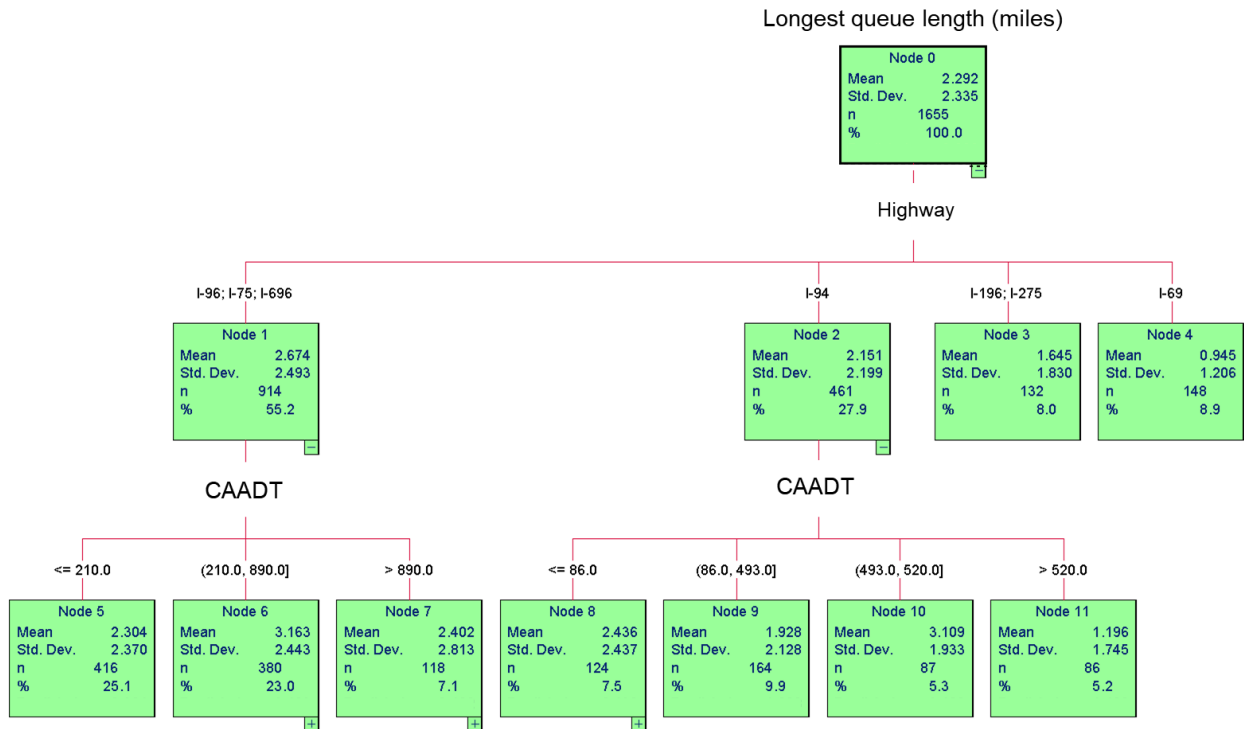 Longest queue length (miles)
Node 0
Mean 2.292
Std. Dev. 2.335
n 1655
% 100.0
Highway
I-96; I-75; I-696
I-94
I-196; I-275
I-69
Node 1
Mean 2.674
Std. Dev. 2.493
n 914
% 55.2
Node 2
Mean 2.151
Std. Dev. 2.199
n 461
% 27.9
Node 3
Mean 1.645
Std. Dev. 1.830
n 132
% 8.0
Node 4
Mean 0.945
Std. Dev. 1.206
n 148
% 8.9
CAADT
CAADT
<= 210.0
(210.0, 890.0]
> 890.0
<= 86.0
(86.0, 493.0]
(493.0, 520.0]
> 520.0
Node 5
Mean 2.304
Std. Dev. 2.370
n 416
% 25.1
Node 6
Mean 3.163
Std. Dev. 2.443
n 380
% 23.0
Node 7
Mean 2.402
Std. Dev. 2.813
n 118
% 7.1
Node 8
Mean 2.436
Std. Dev. 2.437
n 124
% 7.5
Node 9
Mean 1.928
Std. Dev. 2.128
n 164
% 9.9
Node 10
Mean 3.109
Std. Dev. 1.933
n 87
% 5.3
Node 11
Mean 1.196
Std. Dev. 1.745
n 86
% 5.2